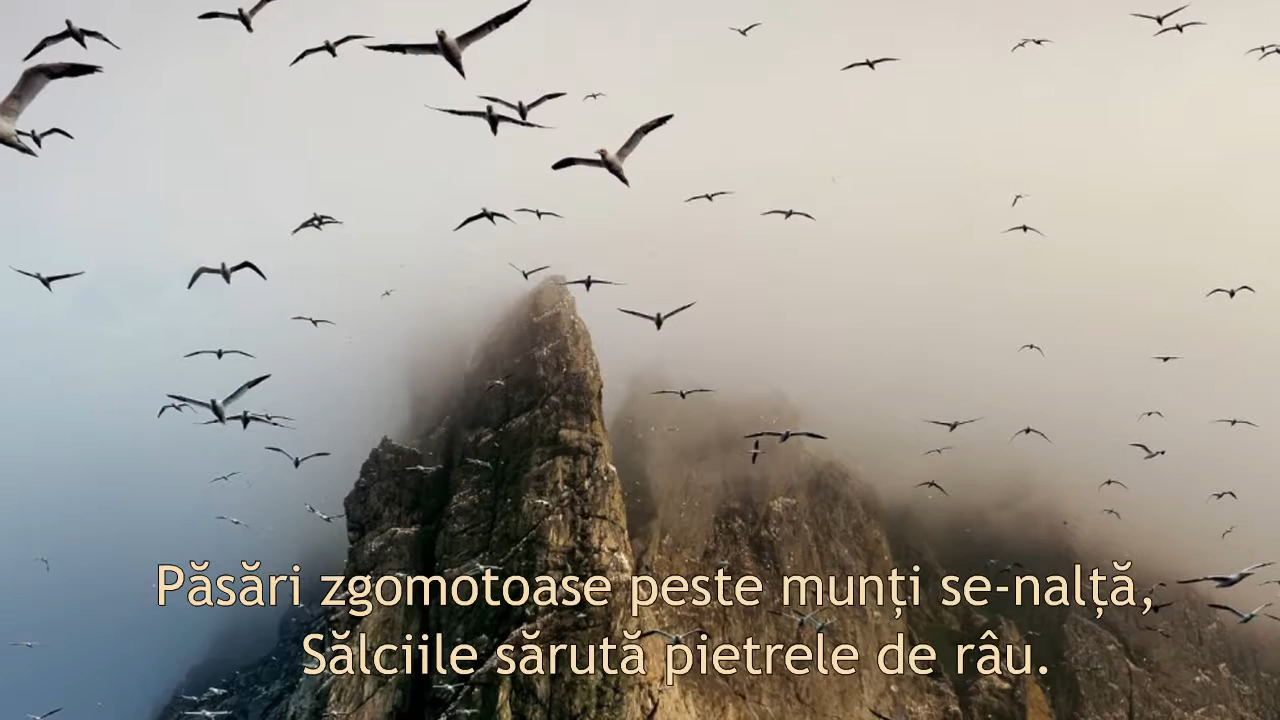 Păsări zgomotoase peste munți se-nalță,
Sălciile sărută pietrele de râu.